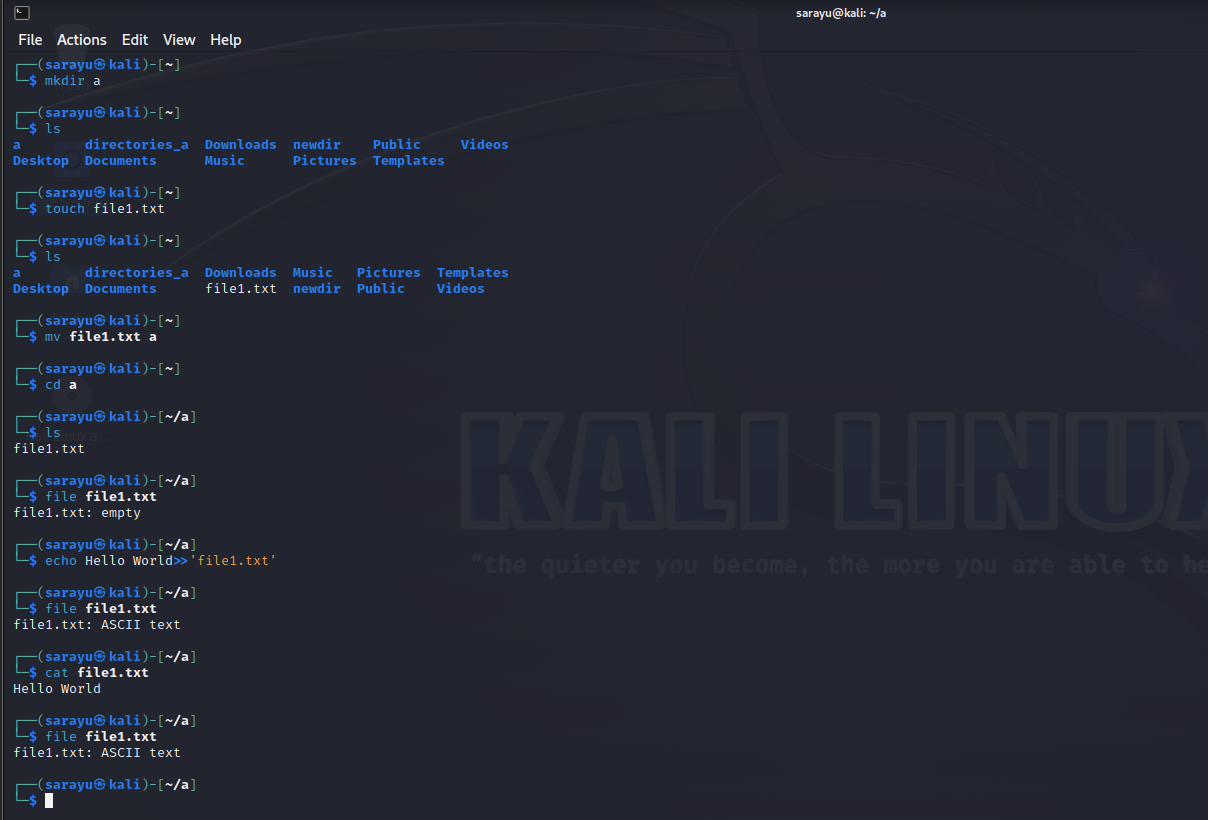 sarayu@kali: ~/a
File Actions Edit View Help
┌──(sarayu㉿kali)-[~]
└─$ mkdir a
┌──(sarayu㉿kali)-[~]
└─$ ls
a directories_a Downloads newdir Public Videos
Desktop Documents Music Pictures Templates
┌──(sarayu㉿kali)-[~]
└─$ touch file1.txt
┌──(sarayu㉿kali)-[~]
└─$ ls
a directories_a Downloads Music Pictures Templates
Desktop Documents file1.txt newdir Public Videos
┌──(sarayu㉿kali)-[~]
└─$ mv file1.txt a
┌──(sarayu㉿kali)-[~]
└─$ cd a
┌──(sarayu㉿kali)-[~/a]
└─$ ls
file1.txt
┌──(sarayu㉿kali)-[~/a]
└─$ file file1.txt
file1.txt: empty
┌──(sarayu㉿kali)-[~/a]
└─$ echo Hello World>>'file1.txt'
┌──(sarayu㉿kali)-[~/a]
└─$ file file1.txt
file1.txt: ASCII text
┌──(sarayu㉿kali)-[~/a]
└─$ cat file1.txt
Hello World
┌──(sarayu㉿kali)-[~/a]
└─$ file file1.txt
file1.txt: ASCII text
┌──(sarayu㉿kali)-[~/a]
└─$
KALI LINUX
"the quieter you become, the more you are able to he